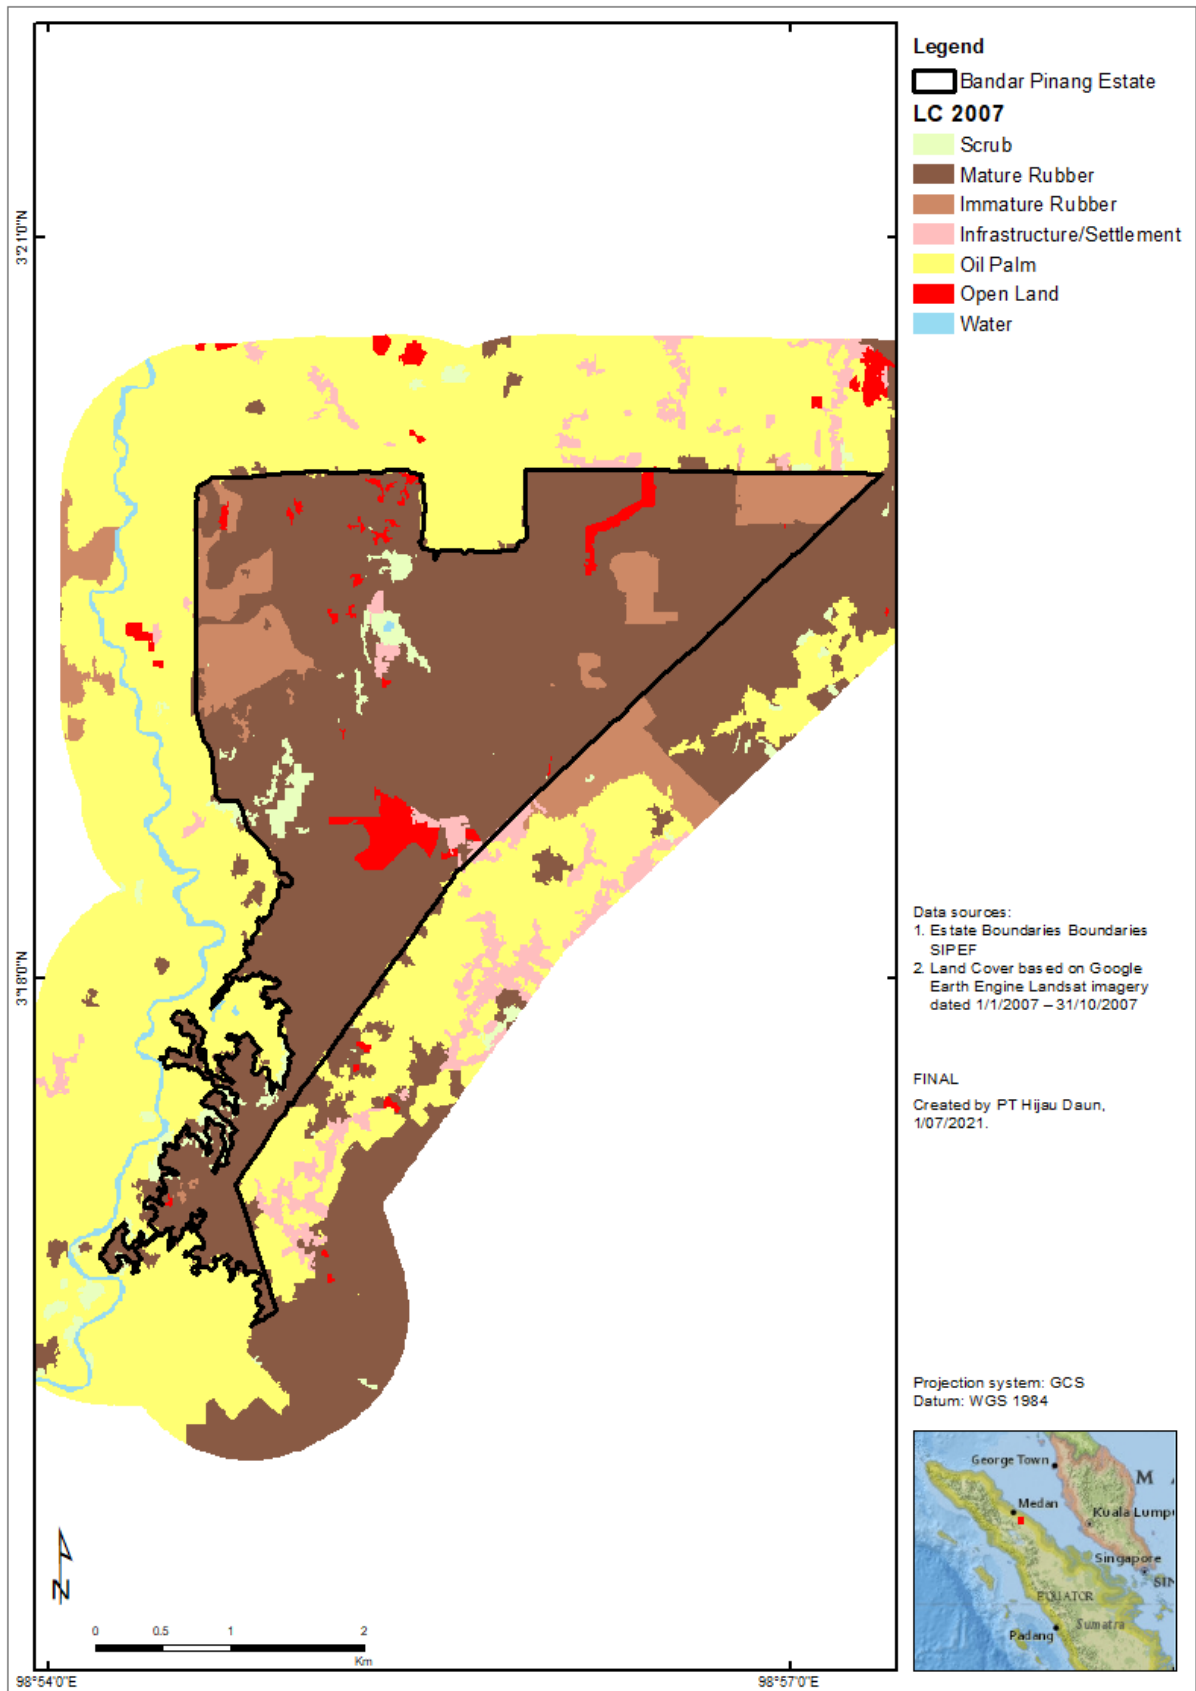 Legend
Bandar Pinang Estate
LC 2007
Scrub
Mature Rubber
Immature Rubber
Infrastructure/Settlement
Oil Palm
Open Land
Water
3°21'0"N
3°18'0"N
Data sources:
1. Estate Boundaries Boundaries
SIPEF
2. Land Cover based on Google
Earth Engine Landsat imagery
dated 1/1/2007 – 31/10/2007
FINAL
Created by PT Hijau Daun,
1/07/2021.
Projection system: GCS
Datum: WGS 1984
George Town
M
Medan
Kuala Lump
Singapore
SIN
EQUATOR
Sumatra
Padang
N
0 0.5 1 2
Km
98°54'0"E 98°57'0"E